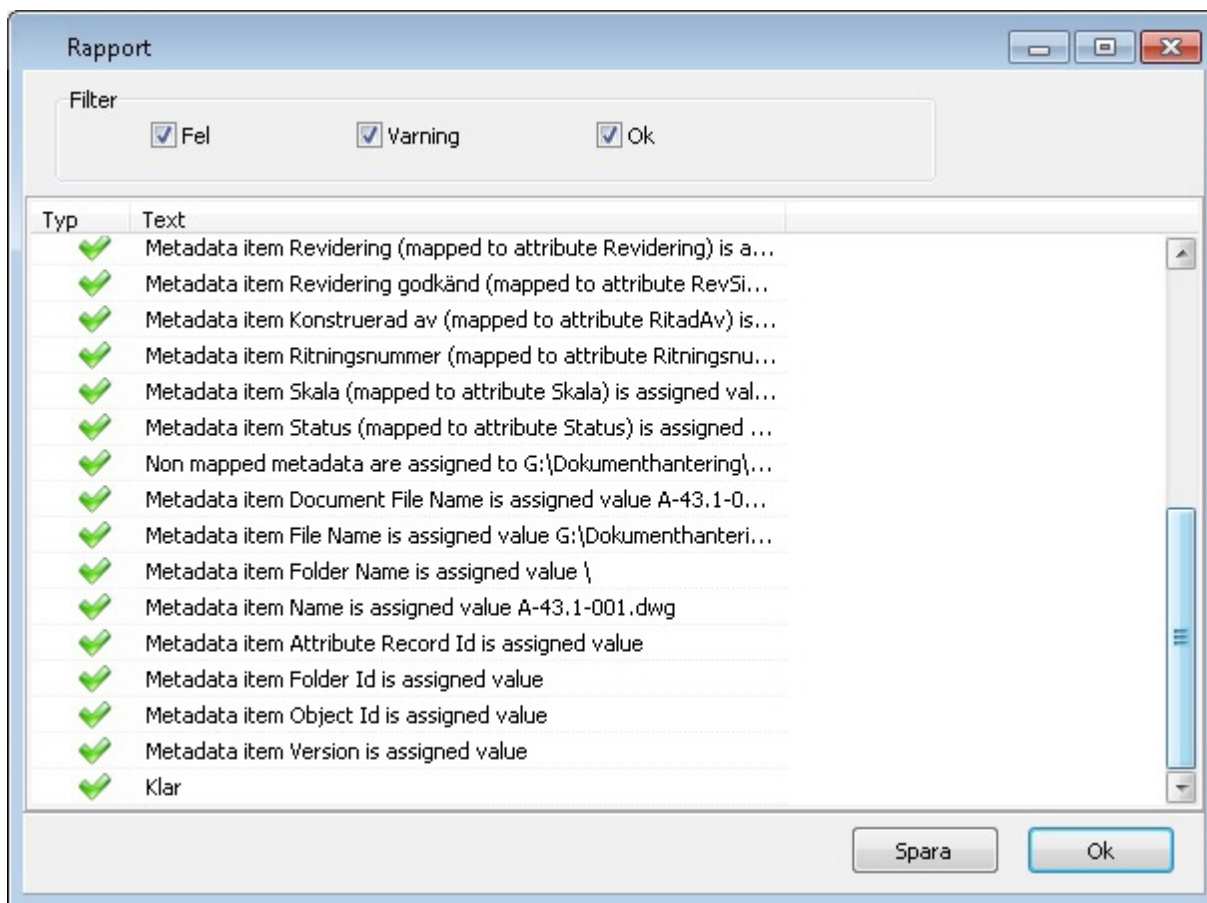 Rapport
Filter
Fel Varning Ok
Typ Text
Metadata item Revidering (mapped to attribute Revidering) is a...
Metadata item Revidering godkänd (mapped to attribute RevSi...
Metadata item Konstruerad av (mapped to attribute RitadAv) is...
Metadata item Ritningsnummer (mapped to attribute Ritningsnu...
Metadata item Skala (mapped to attribute Skala) is assigned val...
Metadata item Status (mapped to attribute Status) is assigned ...
Non mapped metadata are assigned to G:\Dokumenthantering\...
Metadata item Document File Name is assigned value A-43.1-0...
Metadata item File Name is assigned value G:\Dokumenthanteri...
Metadata item Folder Name is assigned value \
Metadata item Name is assigned value A-43.1-001.dwg
Metadata item Attribute Record Id is assigned value
Metadata item Folder Id is assigned value
Metadata item Object Id is assigned value
Metadata item Version is assigned value
Klar
Spara Ok